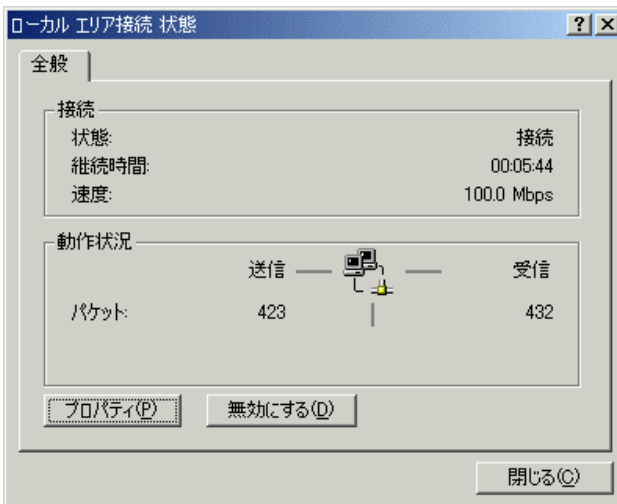 ローカル エリア接続 状態
全般
接続
状態: 接続
継続時間: 00:05:44
速度: 100.0 Mbps
動作状況
送信 受信
パケット: 423 432
プロパティ(P) 無効にする(D)
閉じる(C)